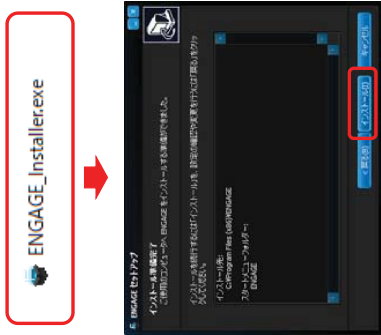 ENGAGE_Installer.exe
ENGAGE セットアップ
インストール準備完了
ご使用のコンピュータへ ENGAGE をインストールする準備ができました。
インストールを続行するには「インストール」を、設定の確認や変更を行うには「戻る」をクリッ
クしてください。
インストール先:
C:\Program Files (x86)\ENGAGE
スタートメニューフォルダー:
ENGAGE
< 戻る(B)
インストール(I)
キャンセル